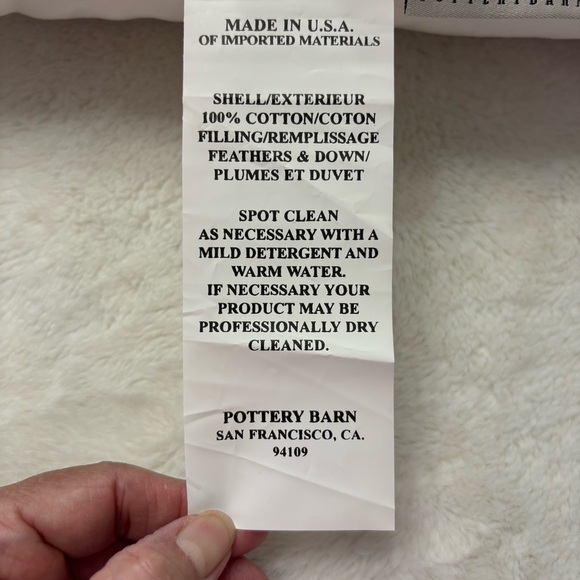 POTTERY BARN
MADE IN U.S.A.
OF IMPORTED MATERIALS
SHELL/EXTERIEUR
100% COTTON/COTON
FILLING/REMPLISSAGE
FEATHERS & DOWN/
PLUMES ET DUVET
SPOT CLEAN
AS NECESSARY WITH A
MILD DETERGENT AND
WARM WATER.
IF NECESSARY YOUR
PRODUCT MAY BE
PROFESSIONALLY DRY
CLEANED.
POTTERY BARN
SAN FRANCISCO, CA.
94109